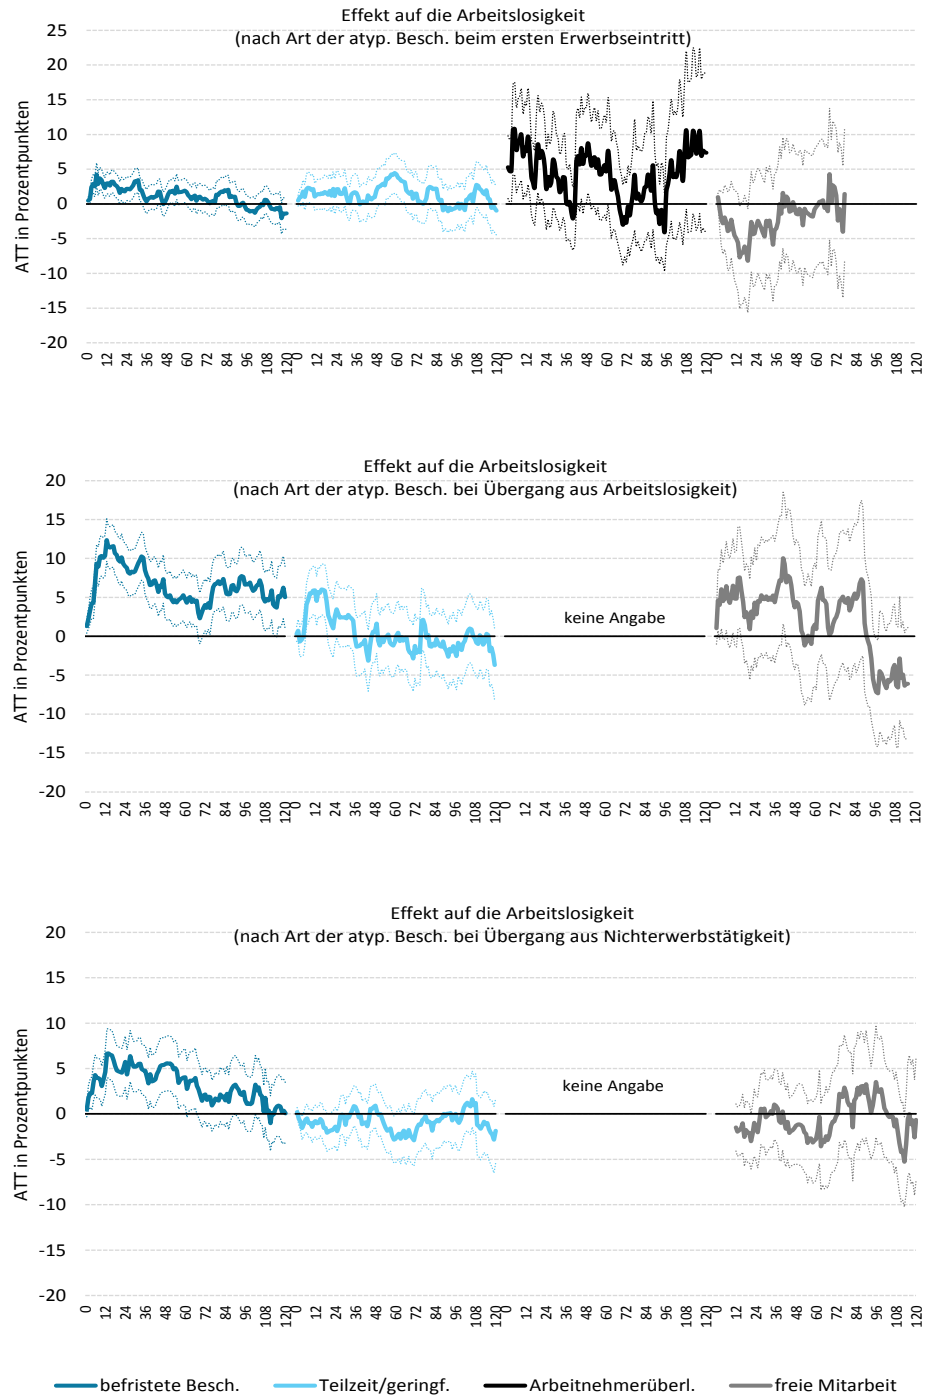 Effekt auf die Arbeitslosigkeit
(nach Art der atyp. Besch. beim ersten Erwerbseintritt)
ATT in Prozentpunkten
25
20
15
10
5
0
-5
-10
-15
-20
0 12 24 36 48 60 72 84 96 108 120 0 12 24 36 48 60 72 84 96 108 120 0 12 24 36 48 60 72 84 96 108 120 0 12 24 36 48 60 72 84 96 108 120
Effekt auf die Arbeitslosigkeit
(nach Art der atyp. Besch. bei Übergang aus Arbeitslosigkeit)
ATT in Prozentpunkten
20
15
10
5
0
-5
-10
-15
-20
keine Angabe
0 12 24 36 48 60 72 84 96 108 120 0 12 24 36 48 60 72 84 96 108 120 0 12 24 36 48 60 72 84 96 108 120 0 12 24 36 48 60 72 84 96 108 120
Effekt auf die Arbeitslosigkeit
(nach Art der atyp. Besch. bei Übergang aus Nichterwerbstätigkeit)
ATT in Prozentpunkten
20
15
10
5
0
-5
-10
-15
-20
keine Angabe
0 12 24 36 48 60 72 84 96 108 120 0 12 24 36 48 60 72 84 96 108 120 0 12 24 36 48 60 72 84 96 108 120 12 24 36 48 60 72 84 96 108 120
befristete Besch. Teilzeit/geringf. Arbeitnehmerüberl. freie Mitarbeit